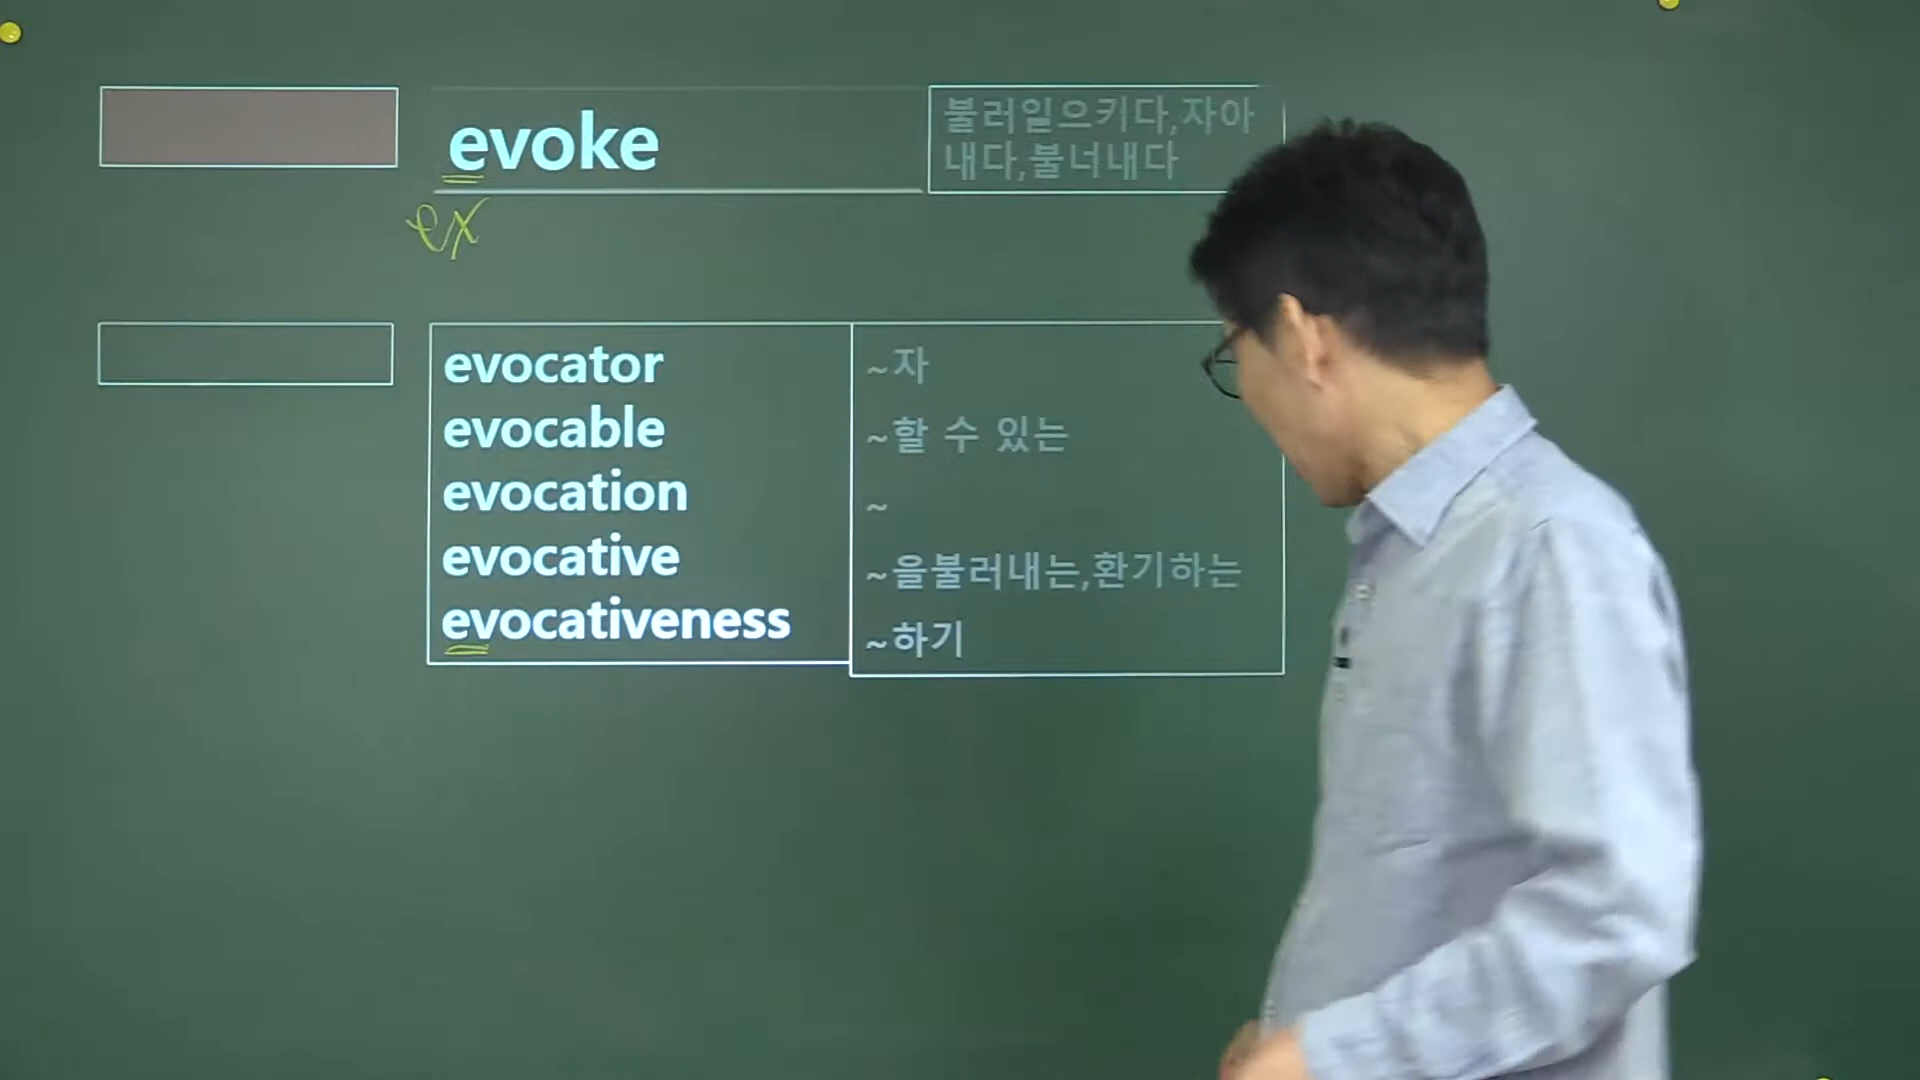 evoke
불러일으키다,자아
내다,불너내다
ex
evocator
~자
evocable
~할 수 있는
evocation
~
evocative
~을불러내는,환기하는
evocativeness
~하기